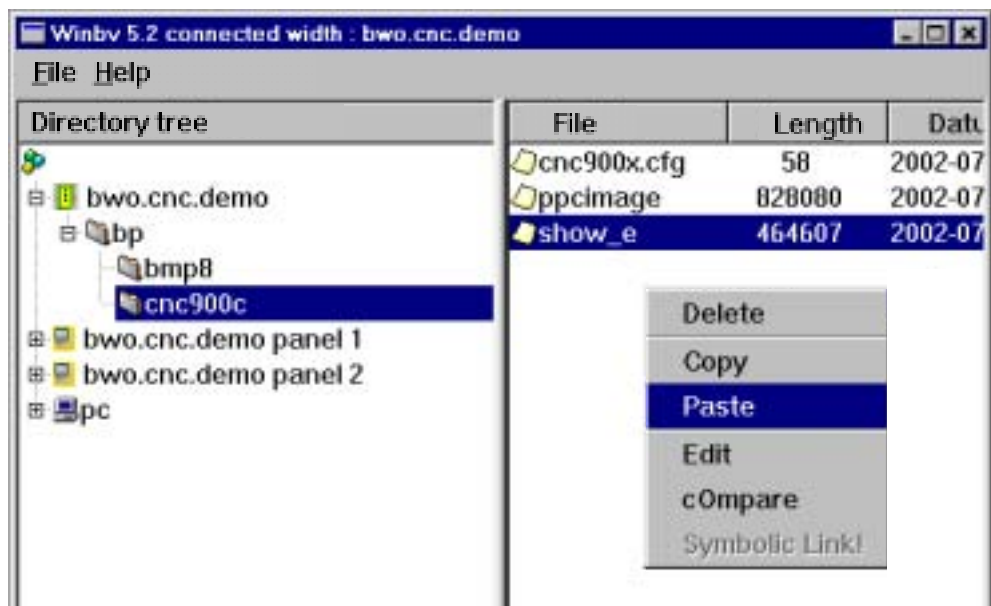 Winbv 5.2 connected width : bwo.cnc.demo
File Help
Directory tree
bwo.cnc.demo
bp
bmp8
cnc900c
bwo.cnc.demo panel 1
bwo.cnc.demo panel 2
pc
File Length Datu
cnc900x.cfg 58 2002-07
ppcimage 828080 2002-07
show_e 464607 2002-07
Delete
Copy
Paste
Edit
cOmpare
Symbolic Link!